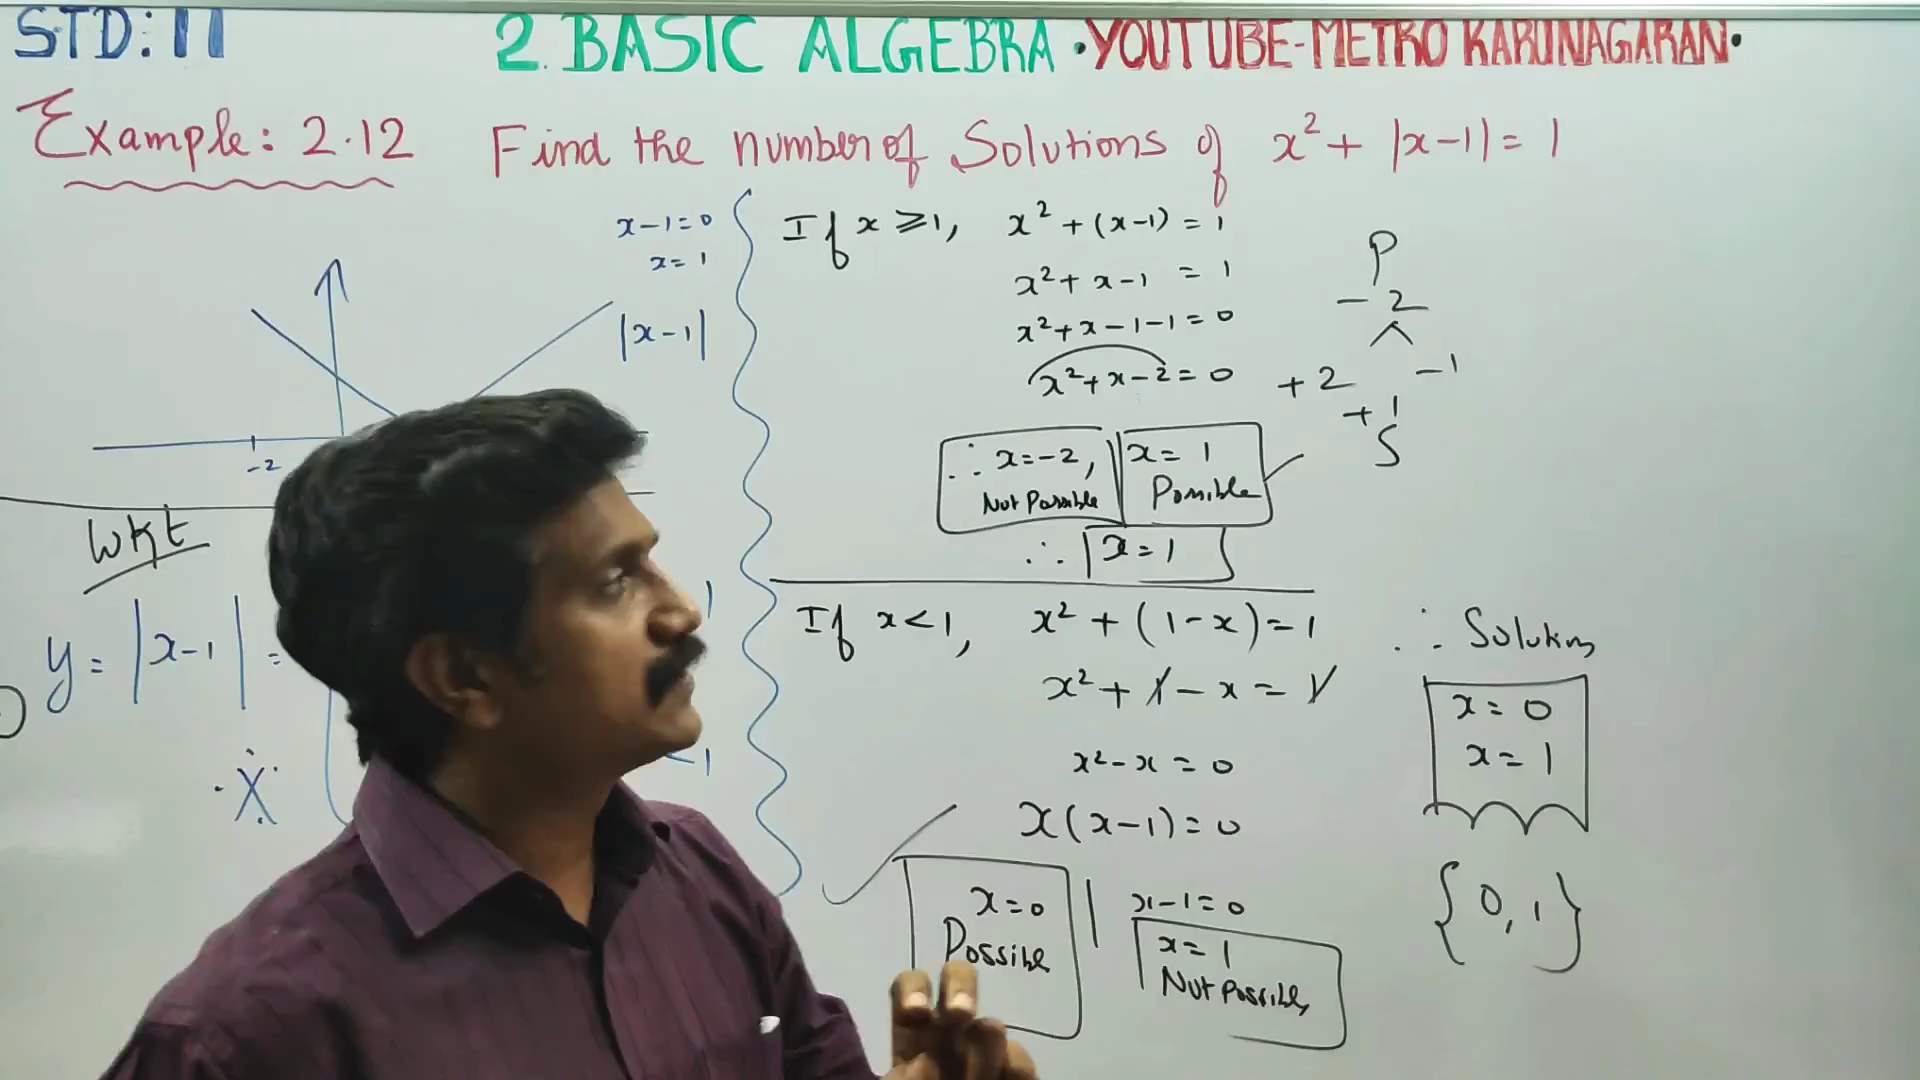 STD: 11
2. BASIC ALGEBRA • YOUTUBE-METRO KARUNAGARAN •
Example: 2.12 Find the number of Solutions of x² + |x-1| = 1
x-1=0
x=1
|x-1|
-2
WKT
y = |x-1| =
1
<1
If x ≥ 1, x² + (x-1) = 1
x² + x - 1 = 1
x² + x - 1 - 1 = 0
x² + x - 2 = 0
P
-2
+2 -1
+1
S
∴ x = -2, x = 1
Not Possible Possible
∴ x = 1
If x < 1, x² + (1-x) = 1
x² + 1 - x = 1
x² - x = 0
x(x-1) = 0
x = 0
Possible
x-1=0
x = 1
Not Possible
∴ Solution
x = 0
x = 1
{0, 1}